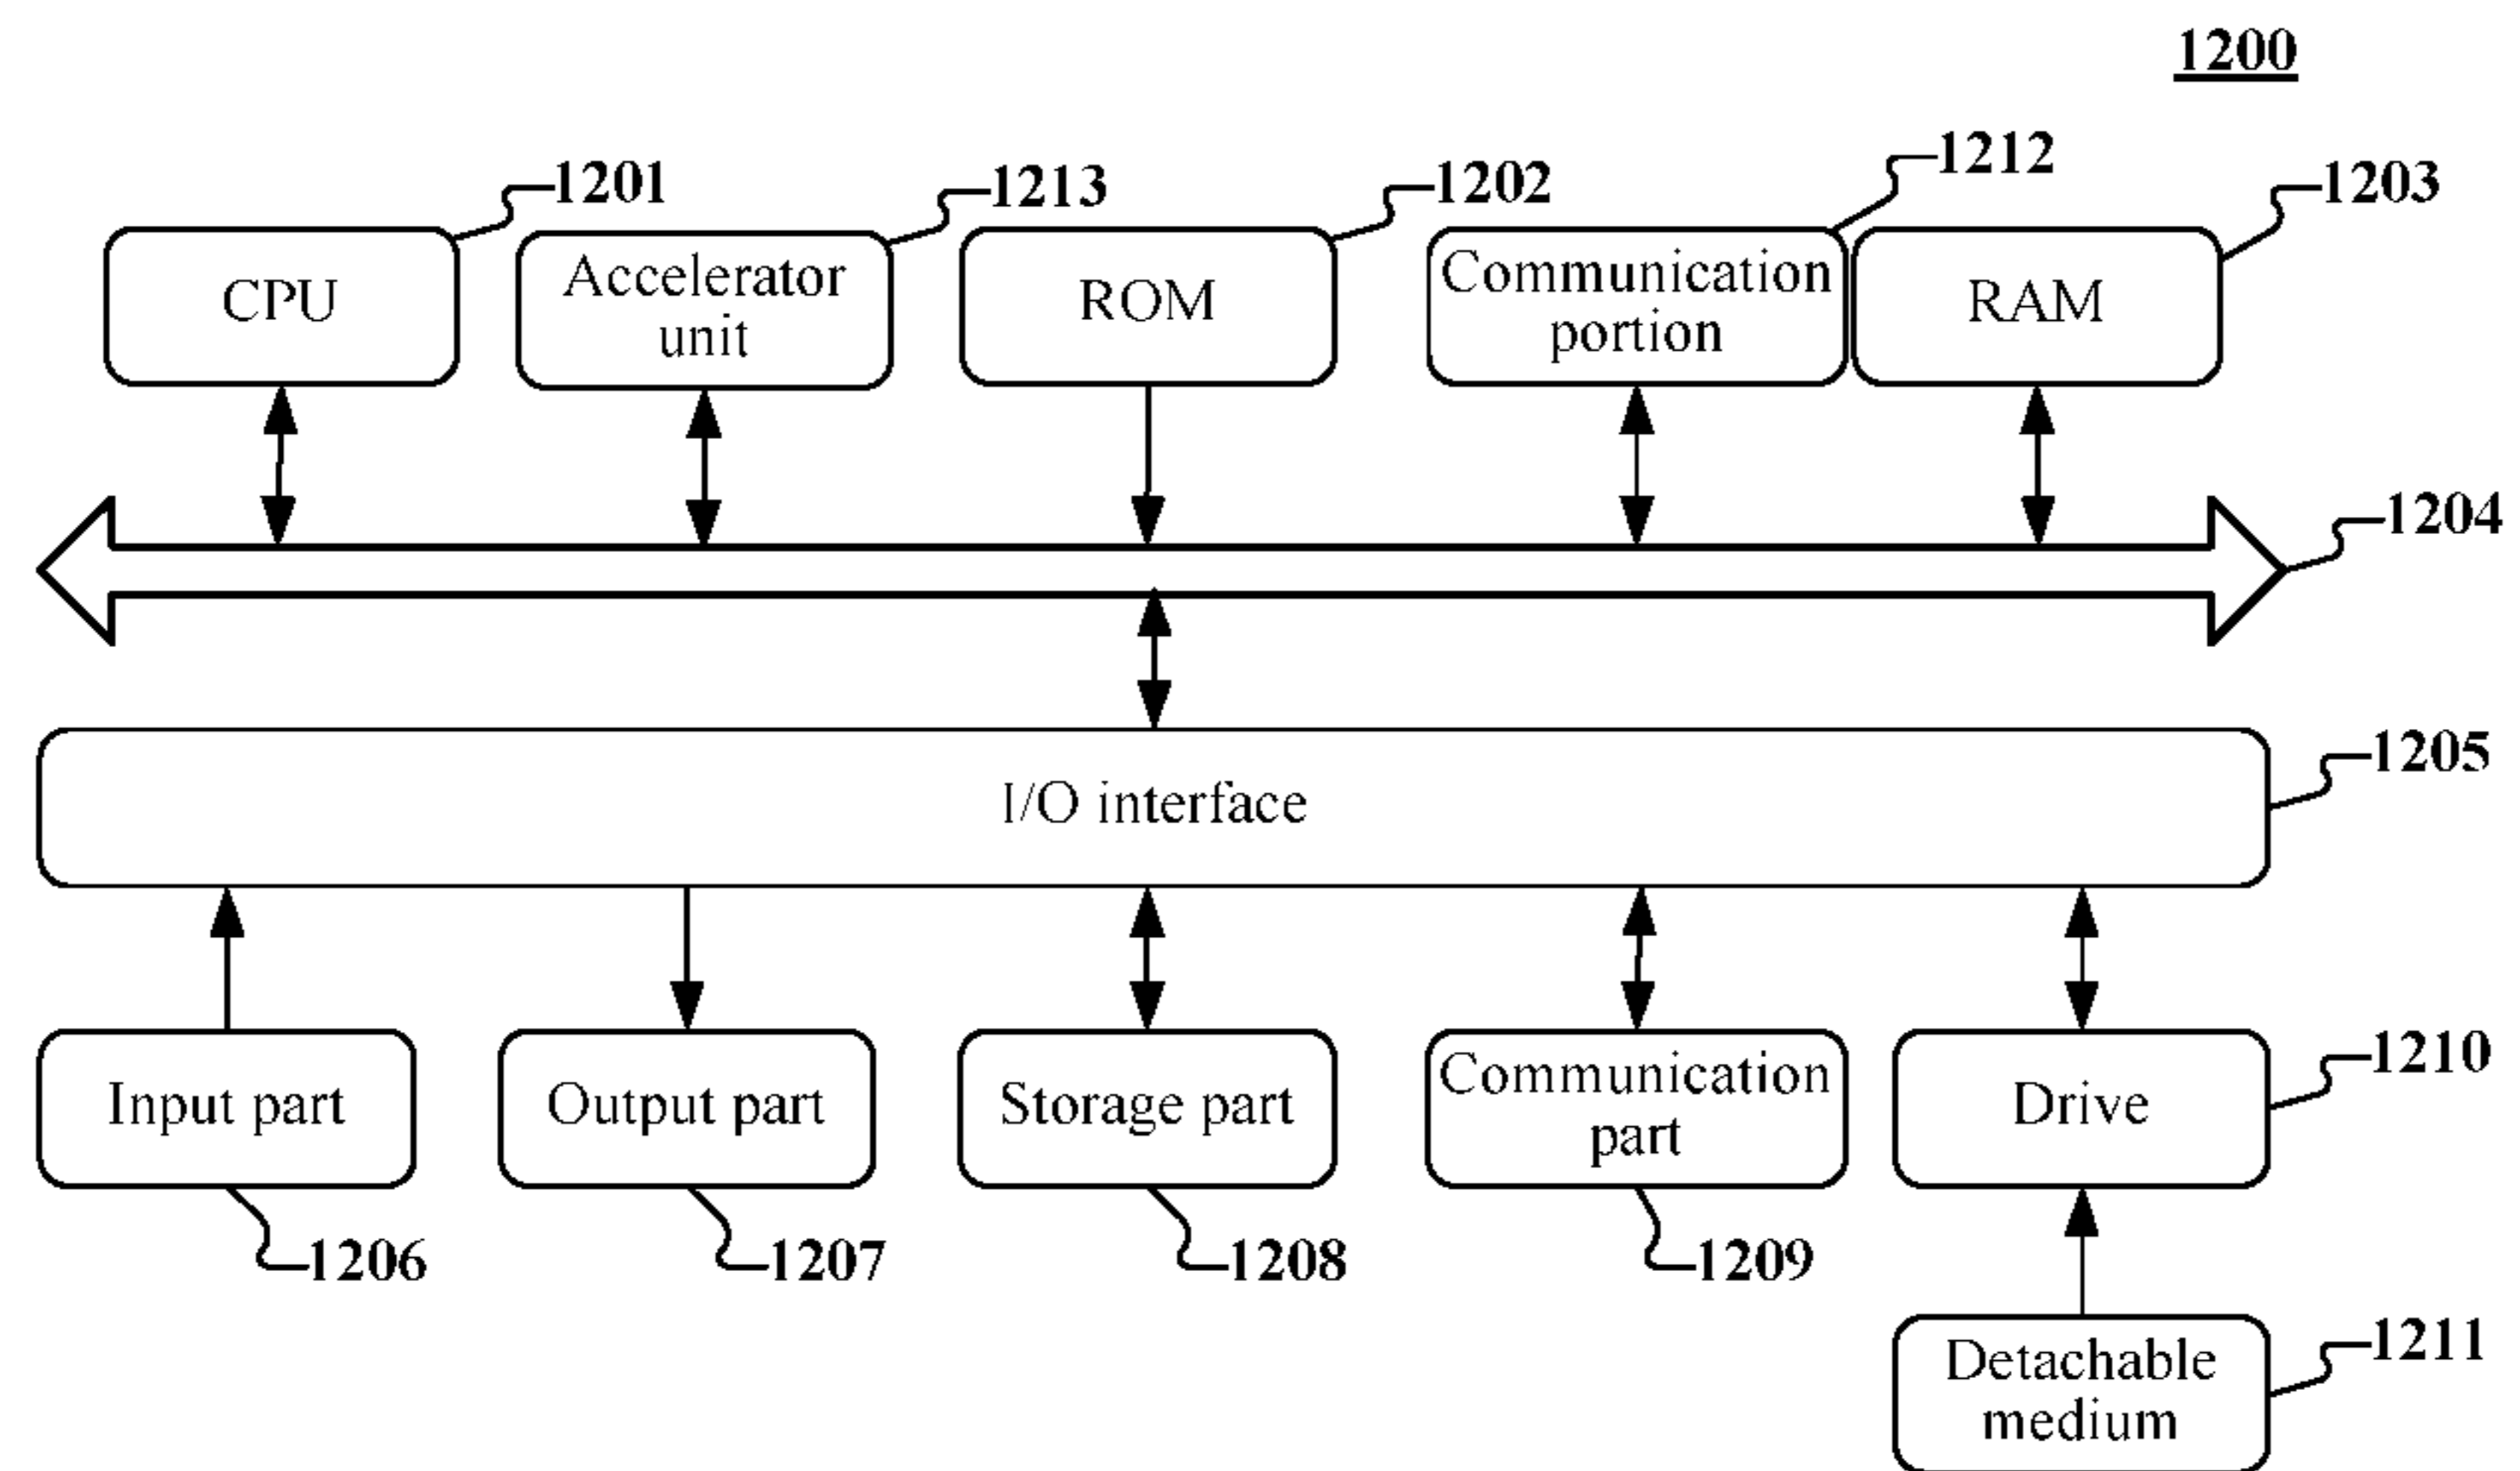 1200
1201
1213
1202
1212
1203
CPU
Accelerator
unit
ROM
Communication
portion
RAM
1204
1205
I/O interface
Input part
Output part
Storage part
Communication
part
Drive
1210
1206
1207
1208
1209
Detachable
medium
1211